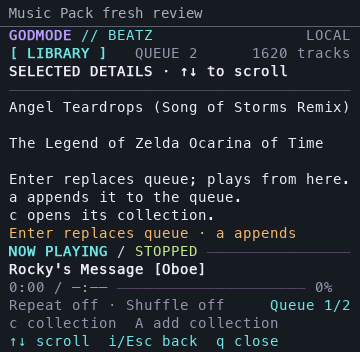 Music Pack fresh review
GODMODE // BEATZ LOCAL
[ LIBRARY ] QUEUE 2 1620 tracks
SELECTED DETAILS · ↑↓ to scroll
Angel Teardrops (Song of Storms Remix)
The Legend of Zelda Ocarina of Time
Enter replaces queue; plays from here.
a appends it to the queue.
c opens its collection.
Enter replaces queue · a appends
NOW PLAYING / STOPPED
Rocky's Message [Oboe]
0:00 / —:—— 0%
Repeat off · Shuffle off Queue 1/2
c collection A add collection
↑↓ scroll i/Esc back q close